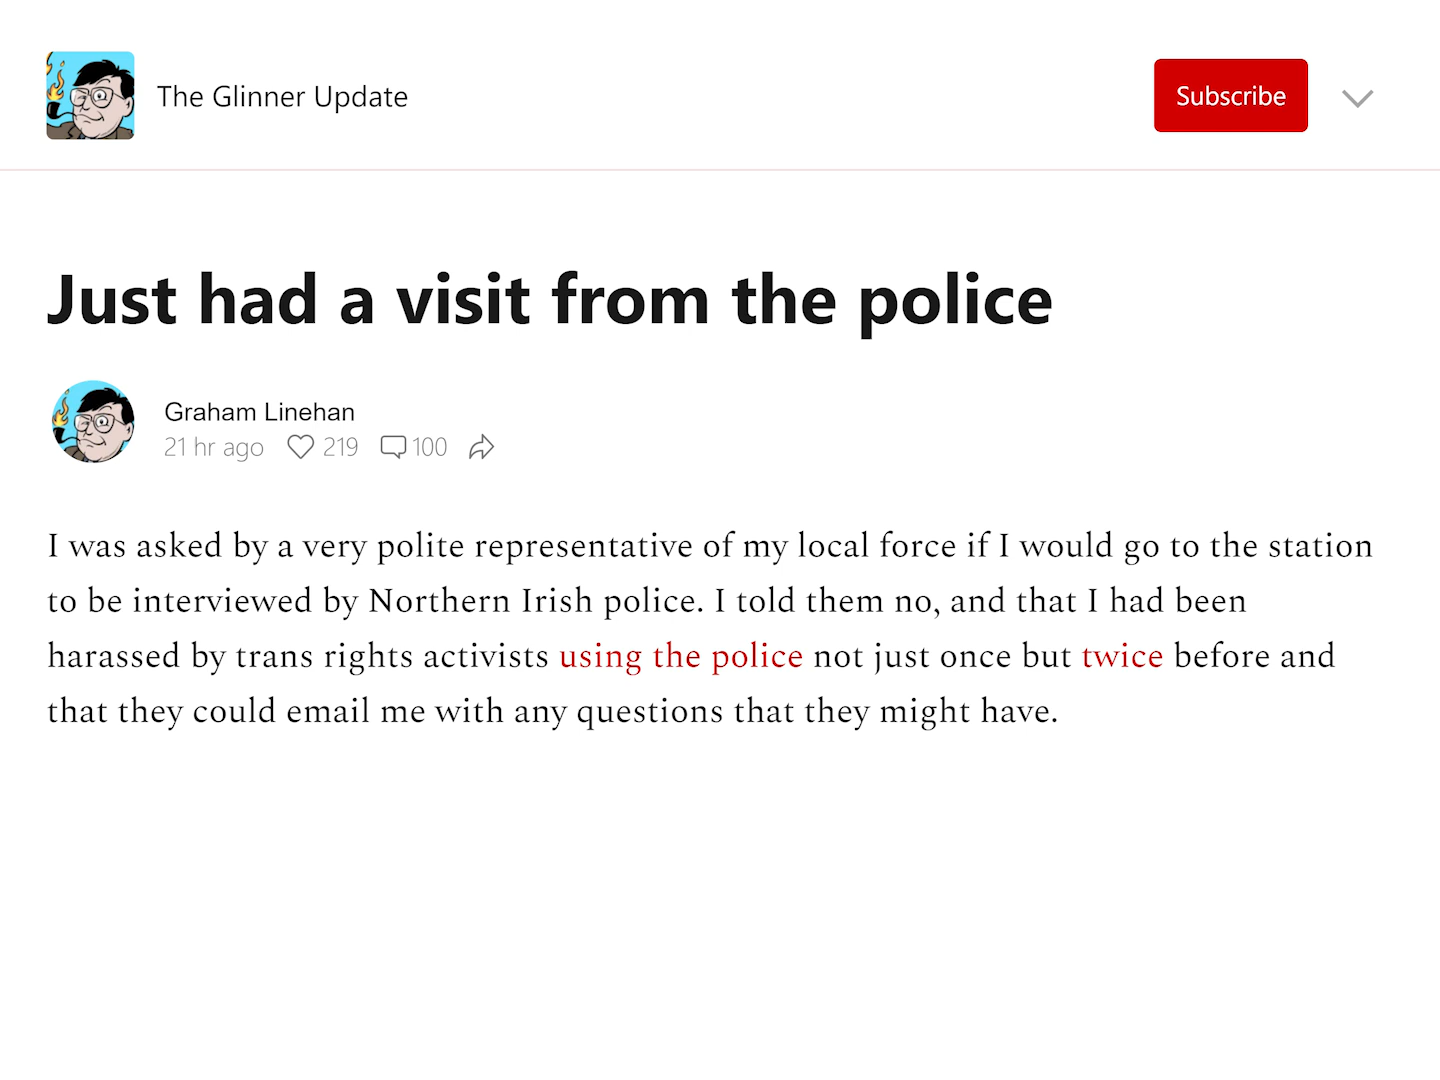 The Glinner Update
Subscribe
Just had a visit from the police
Graham Linehan
21 hr ago 219 100
I was asked by a very polite representative of my local force if I would go to the station
to be interviewed by Northern Irish police. I told them no, and that I had been
harassed by trans rights activists using the police not just once but twice before and
that they could email me with any questions that they might have.